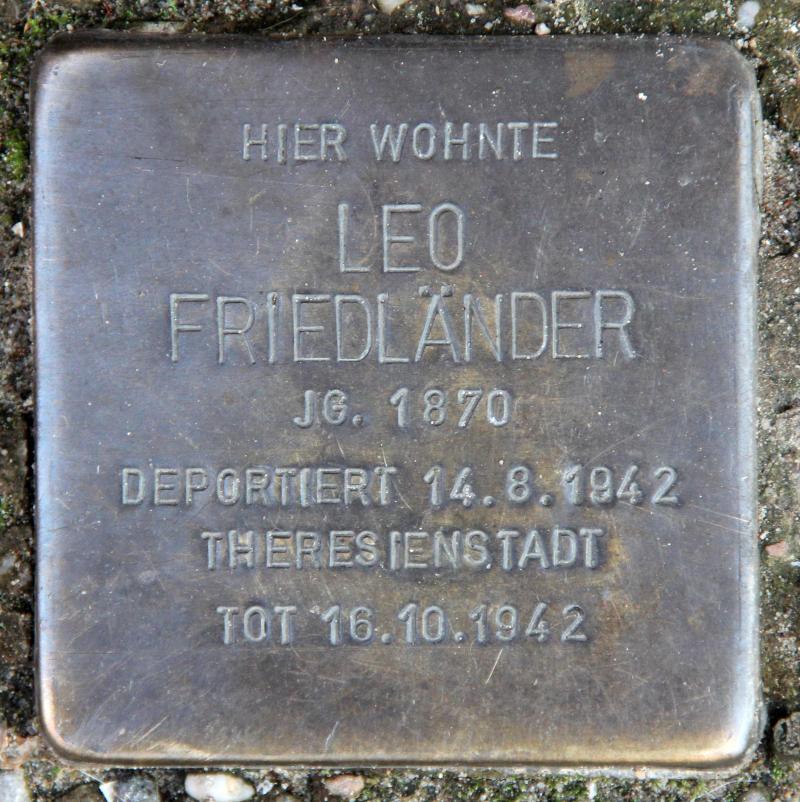 HIER WOHNTE
LEO
FRIEDLÄNDER
JG. 1870
DEPORTIERT 14.8.1942
THERESIENSTADT
TOT 16.10.1942